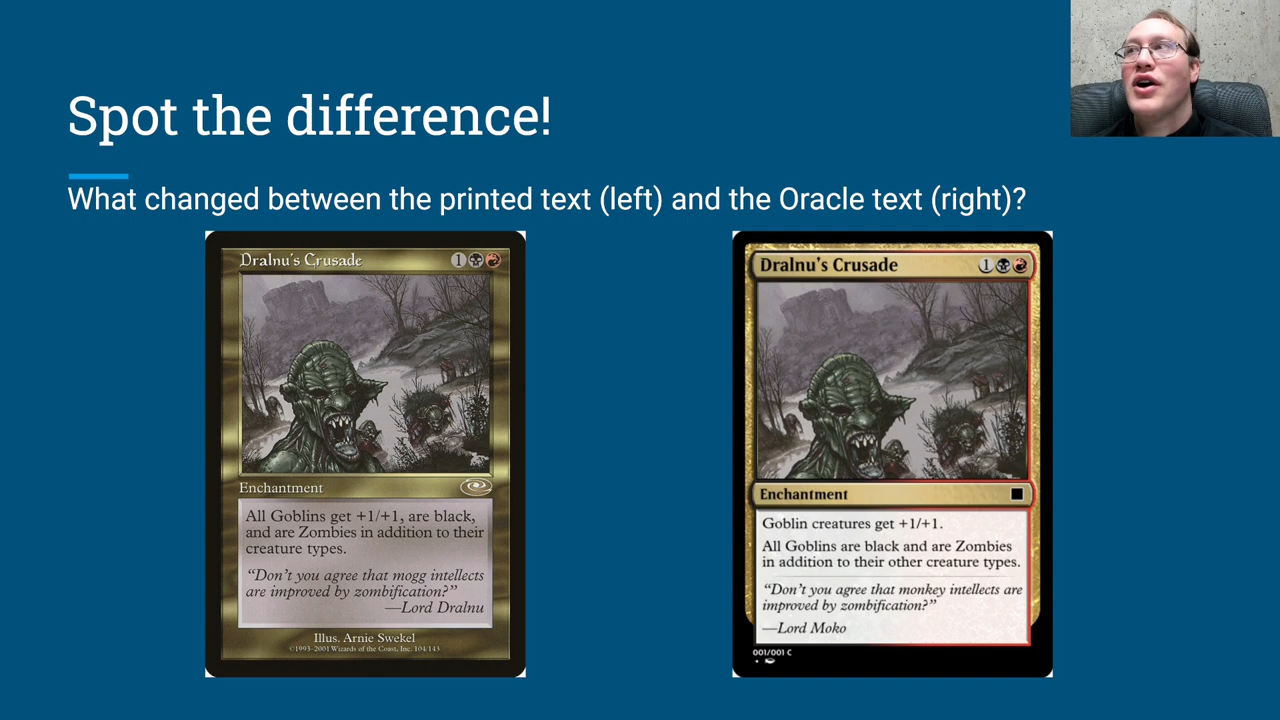 Spot the difference!
What changed between the printed text (left) and the Oracle text (right)?
Dralnu's Crusade
1
Enchantment
All Goblins get +1/+1, are black,
and are Zombies in addition to their
creature types.
“Don't you agree that mogg intellects
are improved by zombification?”
—Lord Dralnu
Illus. Arnie Swekel
©1993–2001 Wizards of the Coast, Inc. 104/143
Dralnu's Crusade
1
Enchantment
Goblin creatures get +1/+1.
All Goblins are black and are Zombies
in addition to their other creature types.
“Don't you agree that monkey intellects are
improved by zombification?”
—Lord Moko
001/001 C